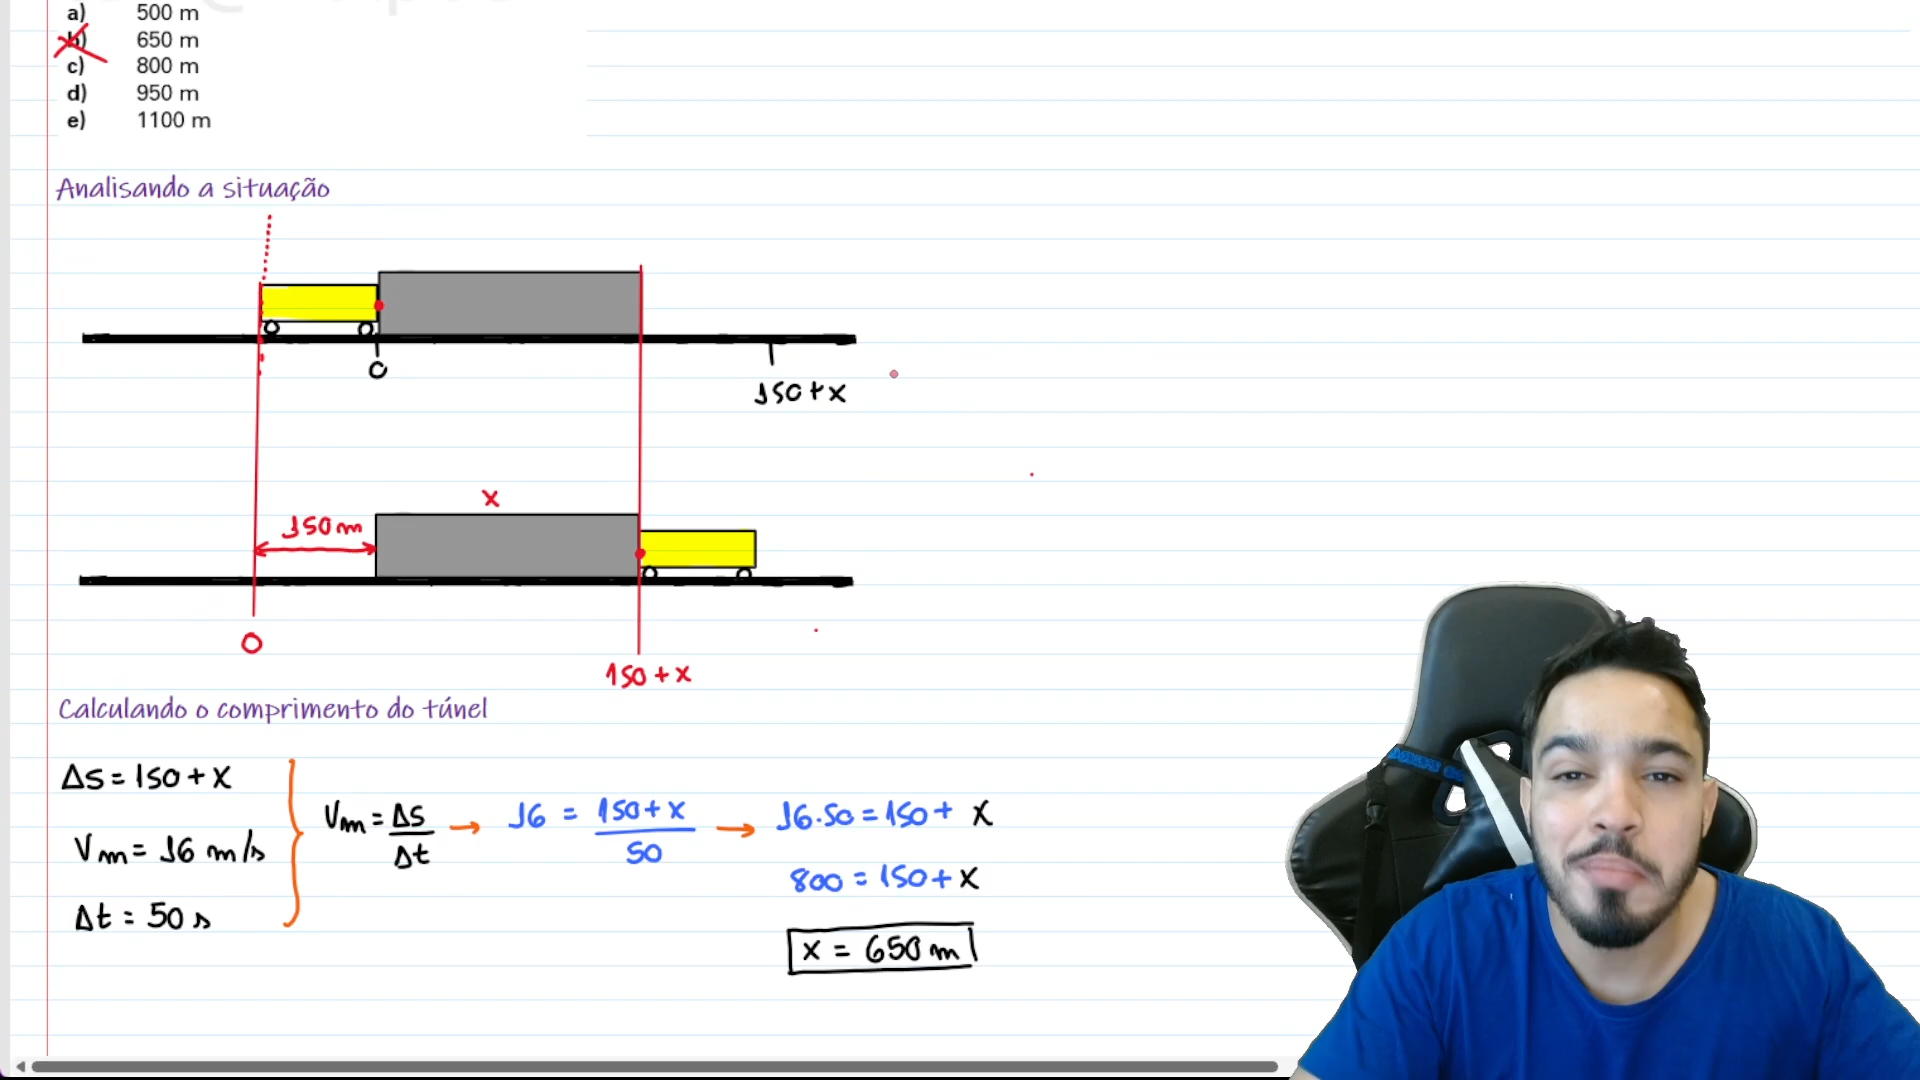 a) 500 m
b) 650 m
c) 800 m
d) 950 m
e) 1100 m
Analisando a situação
0
150+x
x
150m
0
150+x
Calculando o comprimento do túnel
Δs = 150 + x
Vm = 16 m/s
Δt = 50 s
Vm = Δs/Δt → 16 = 150+x/50 → 16.50 = 150 + x
800 = 150 + x
x = 650 m